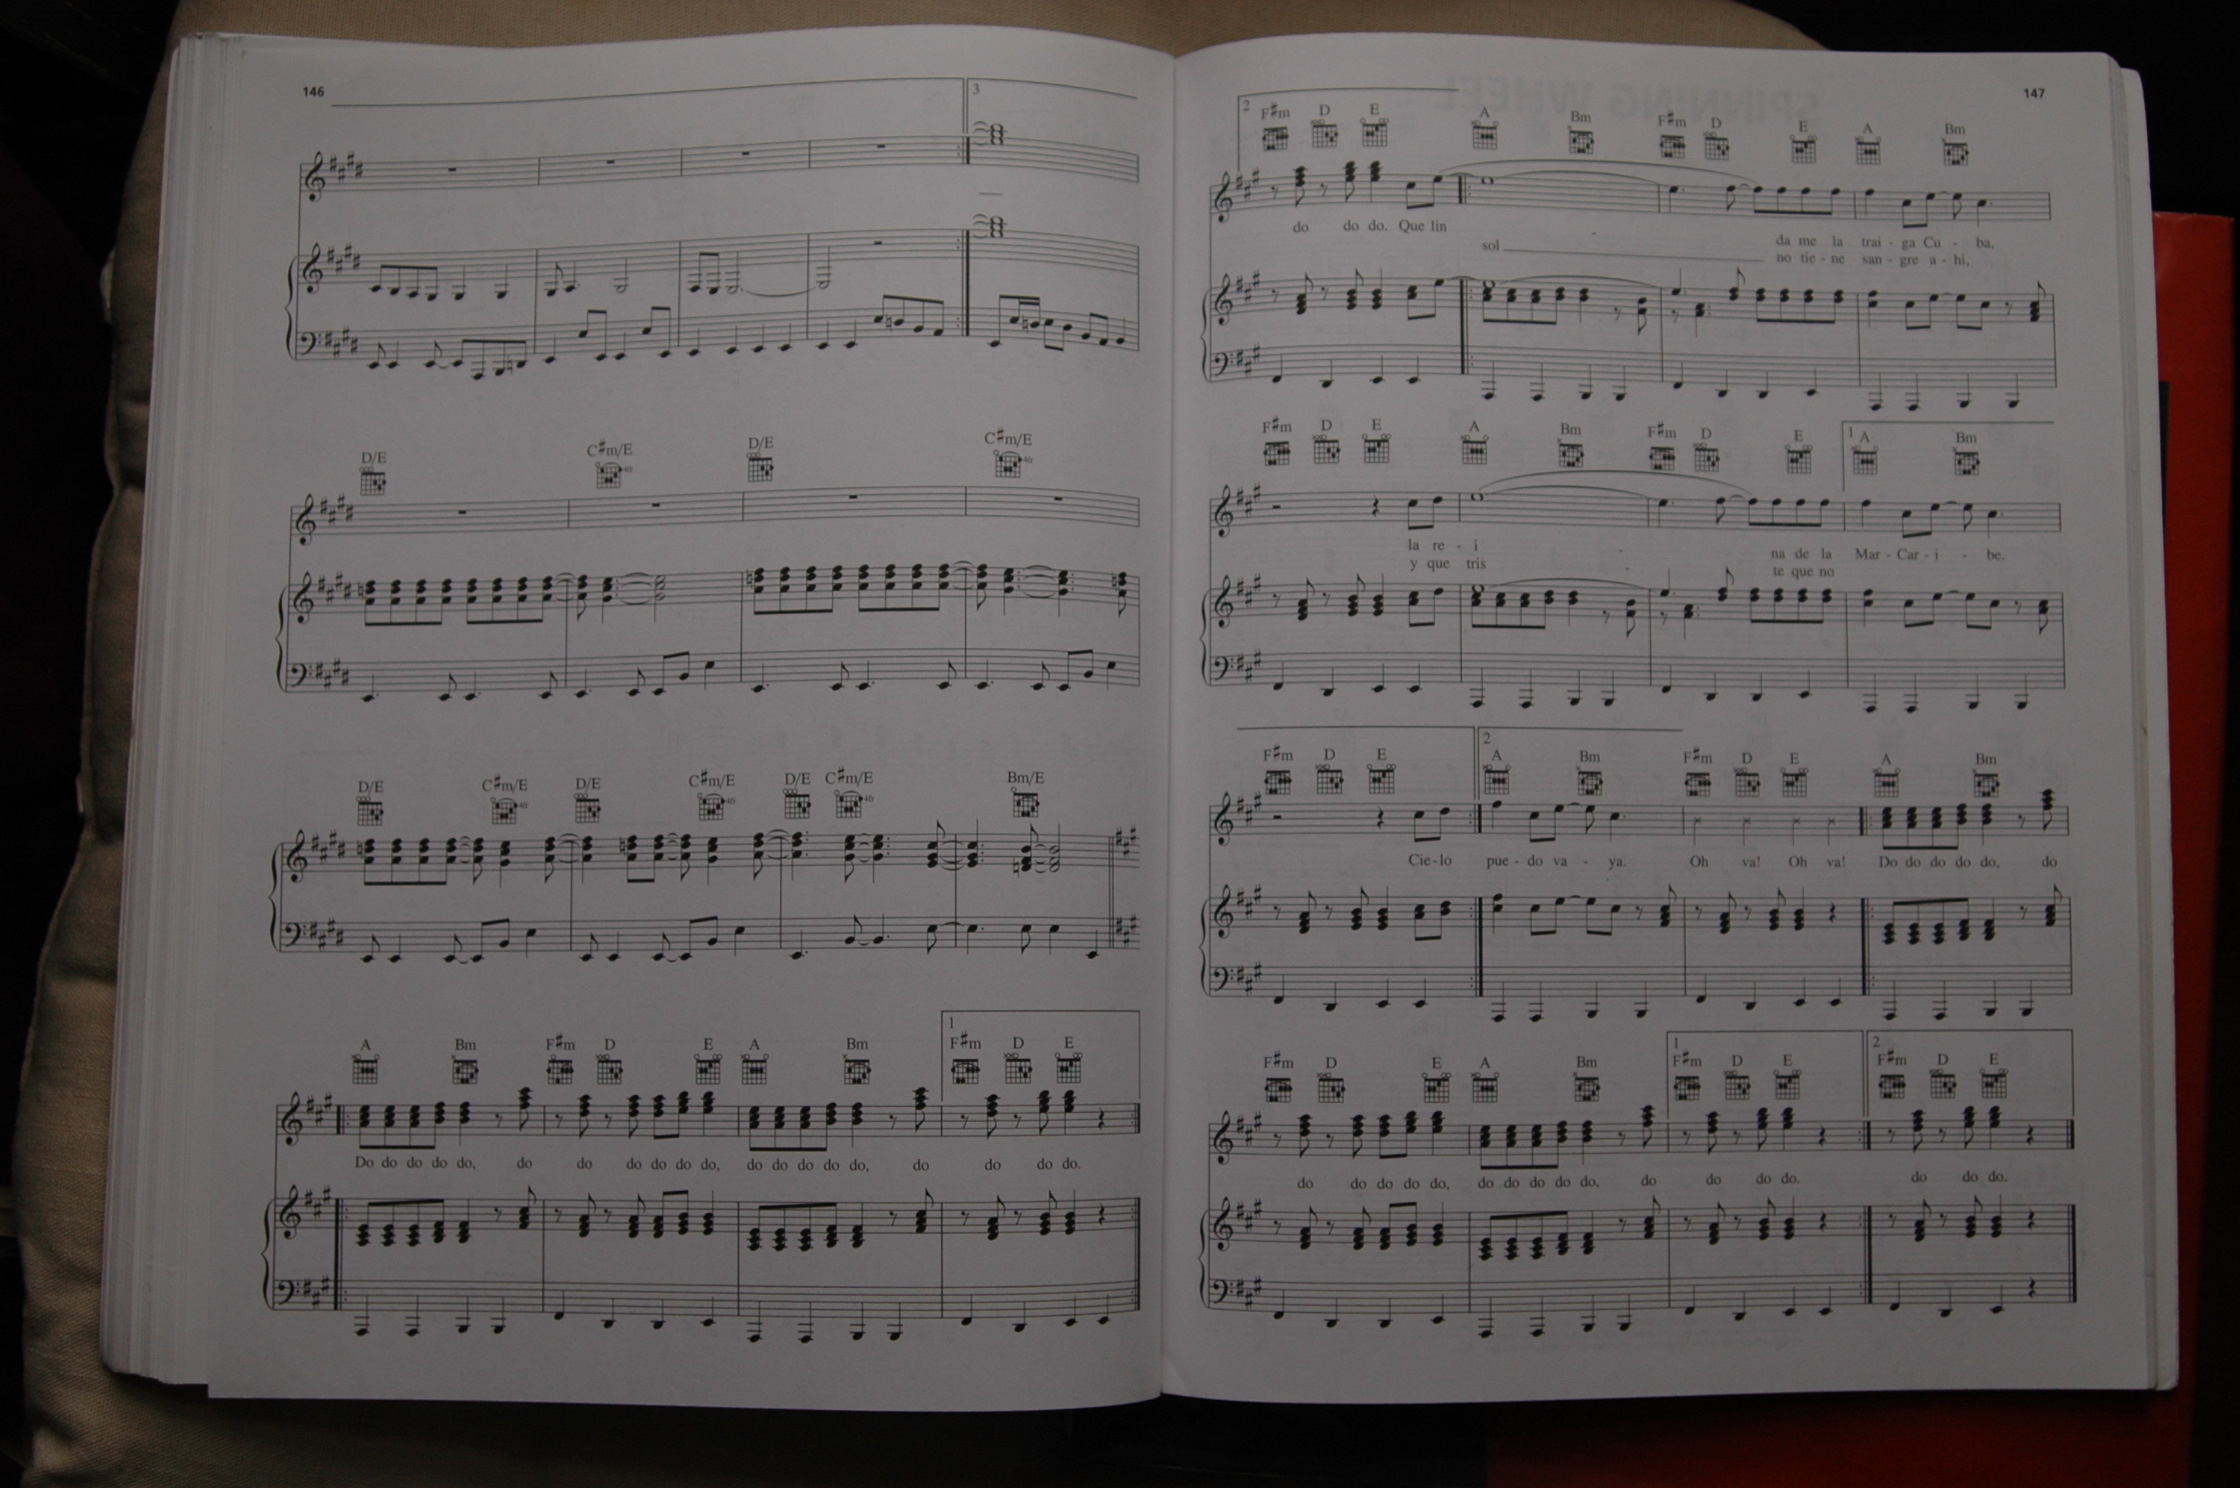 146
3
D/E C#m/E D/E C#m/E
D/E C#m/E D/E C#m/E D/E C#m/E Bm/E
1
A Bm F#m D E A Bm F#m D E
Do do do do do, do do do do do do, do do do do do, do do do do.
147
SPINNING WHEEL
2
F#m D E A Bm F#m D E A Bm
do do do. Que lin
sol da me la trai - ga Cu - ba,
no tie - ne san - gre a - hi,
F#m D E A Bm F#m D E 1 A Bm
la re - i na de la Mar - Car - i - be.
y que tris te que no
2
F#m D E A Bm F#m D E A Bm
Cie - lo pue - do va - ya. Oh va! Oh va! Do do do do do, do
1 2
F#m D E A Bm F#m D E F#m D E
do do do do do, do do do do do, do do do do. do do do.